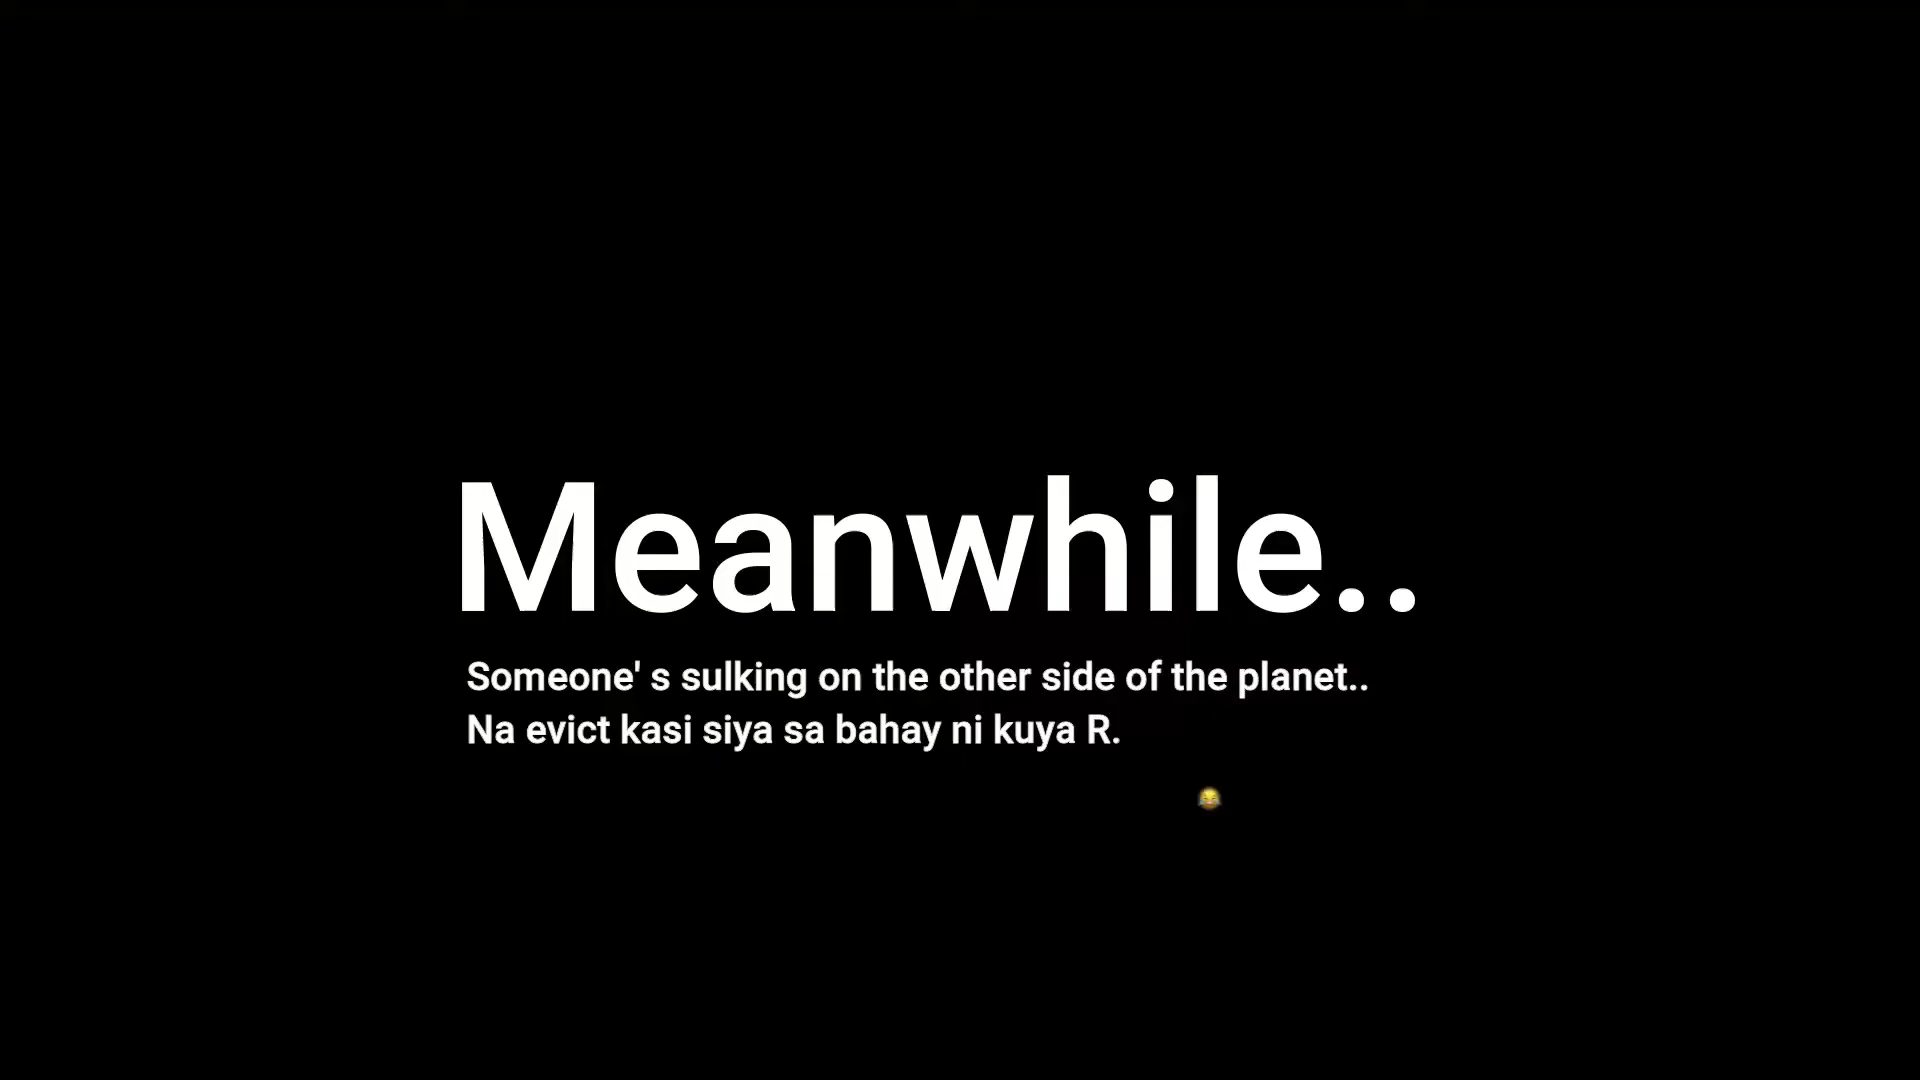 Meanwhile..
Someone' s sulking on the other side of the planet..
Na evict kasi siya sa bahay ni kuya R.
😂